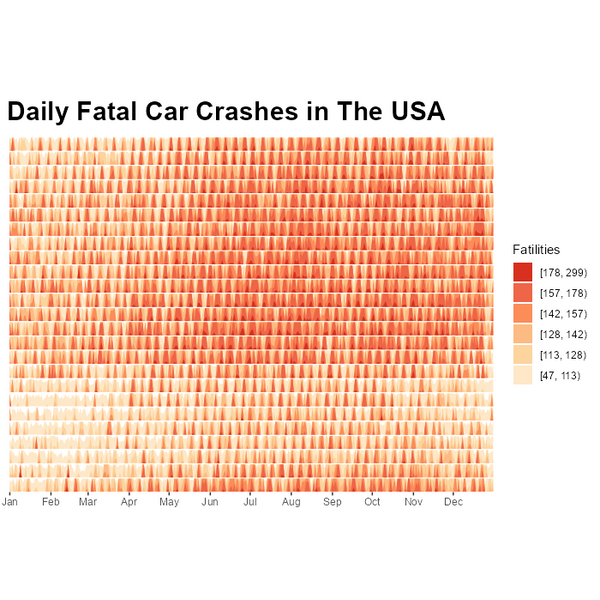 Daily Fatal Car Crashes in The USA
Fatilities
[178, 299)
[157, 178)
[142, 157)
[128, 142)
[113, 128)
[47, 113)
Jan Feb Mar Apr May Jun Jul Aug Sep Oct Nov Dec